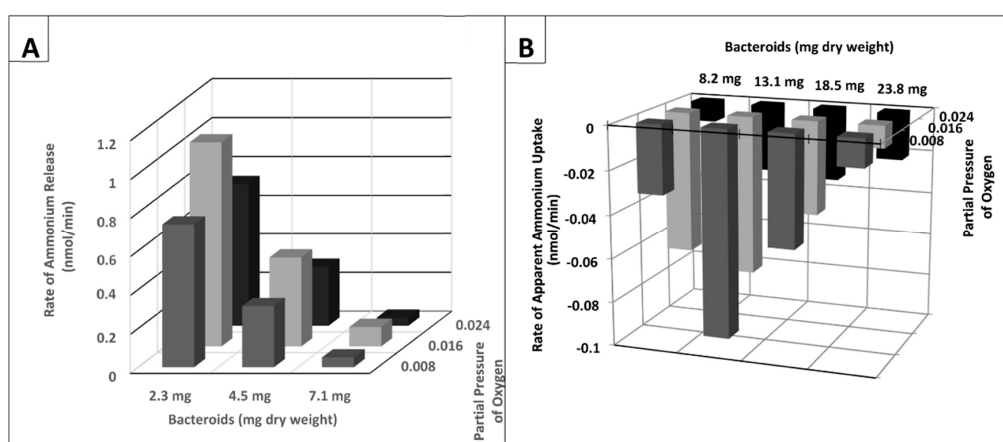 A
Rate of Ammonium Release
(nmol/min)
1.2
1
0.8
0.6
0.4
0.2
0
2.3 mg
4.5 mg
7.1 mg
Bacteroids (mg dry weight)
0.008
0.016
0.024
Partial Pressure
of Oxygen
B
Bacteroids (mg dry weight)
8.2 mg
13.1 mg
18.5 mg
23.8 mg
Rate of Apparent Ammonium Uptake
(nmol/min)
0
-0.02
-0.04
-0.06
-0.08
-0.1
0.024
0.016
0.008
Partial Pressure
of Oxygen